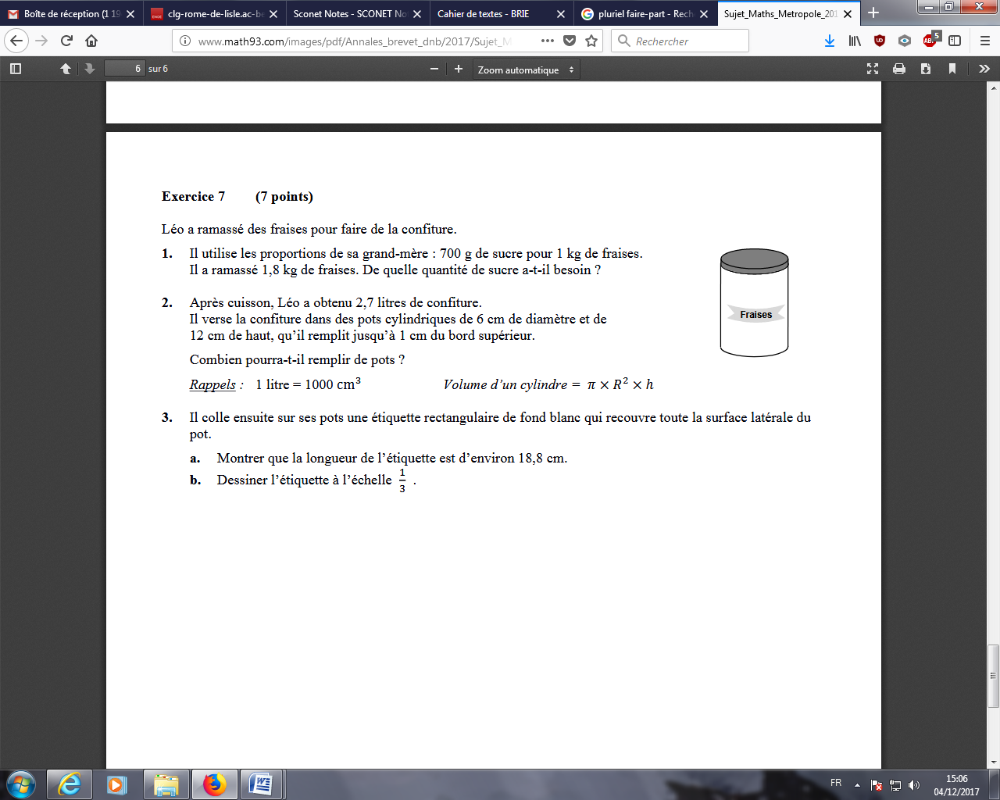 Boîte de réception (1 19
clg-rome-de-lisle.ac-be
Sconet Notes - SCONET No
Cahier de textes - BRIE
pluriel faire-part - Rech
Sujet_Maths_Metropole_201
www.math93.com/images/pdf/Annales_brevet_dnb/2017/Sujet_M
Rechercher
5
6 sur 6
Zoom automatique
Exercice 7 (7 points)
Léo a ramassé des fraises pour faire de la confiture.
1. Il utilise les proportions de sa grand-mère : 700 g de sucre pour 1 kg de fraises.
Il a ramassé 1,8 kg de fraises. De quelle quantité de sucre a-t-il besoin ?
2. Après cuisson, Léo a obtenu 2,7 litres de confiture.
Il verse la confiture dans des pots cylindriques de 6 cm de diamètre et de
12 cm de haut, qu’il remplit jusqu’à 1 cm du bord supérieur.
Fraises
Combien pourra-t-il remplir de pots ?
Rappels : 1 litre = 1000 cm³ Volume d’un cylindre = π × R² × h
3. Il colle ensuite sur ses pots une étiquette rectangulaire de fond blanc qui recouvre toute la surface latérale du
pot.
a. Montrer que la longueur de l’étiquette est d’environ 18,8 cm.
b. Dessiner l’étiquette à l’échelle 1/3 .
FR
15:06
04/12/2017